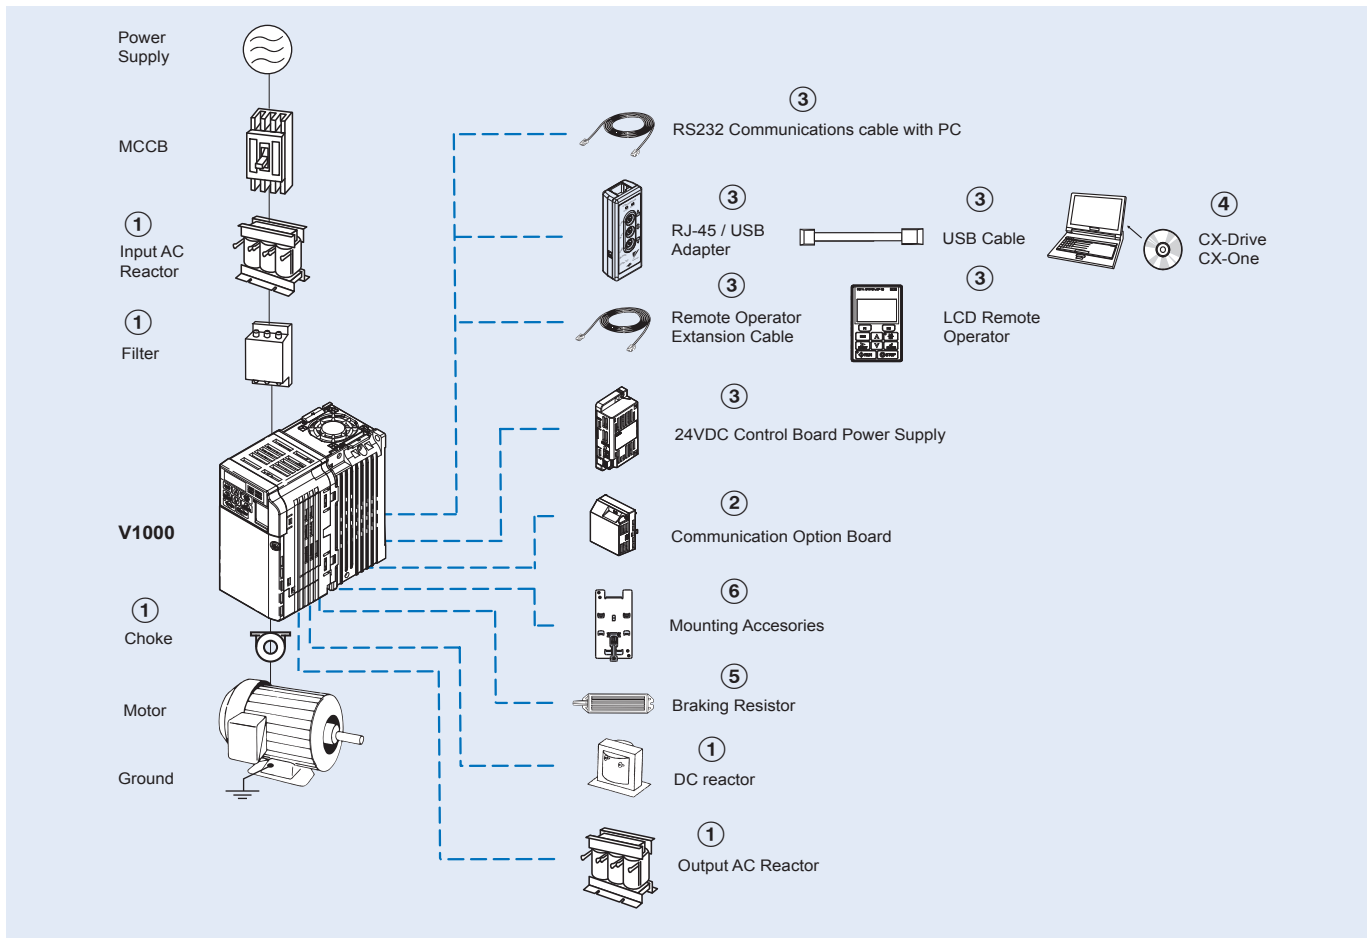 Power
Supply
MCCB
1
Input AC
Reactor
1
Filter
V1000
1
Choke
Motor
Ground
3
RS232 Communications cable with PC
3
RJ-45 / USB
Adapter
3
USB Cable
4
CX-Drive
CX-One
3
Remote Operator
Extansion Cable
3
LCD Remote
Operator
3
24VDC Control Board Power Supply
2
Communication Option Board
6
Mounting Accesories
5
Braking Resistor
1
DC reactor
1
Output AC Reactor